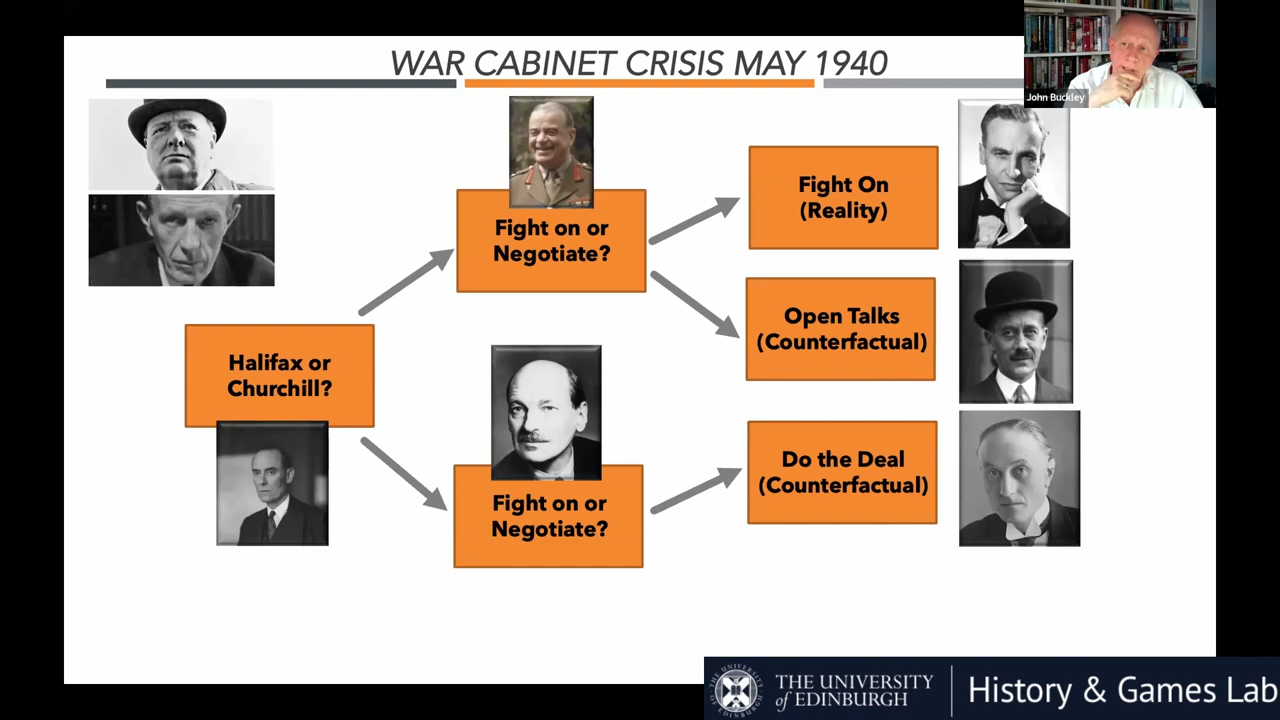 WAR CABINET CRISIS MAY 1940
John Buckley
Fight on or
Negotiate?
Fight On
(Reality)
Open Talks
(Counterfactual)
Halifax or
Churchill?
Do the Deal
(Counterfactual)
Fight on or
Negotiate?
THE UNIVERSITY
of EDINBURGH
History & Games Lab